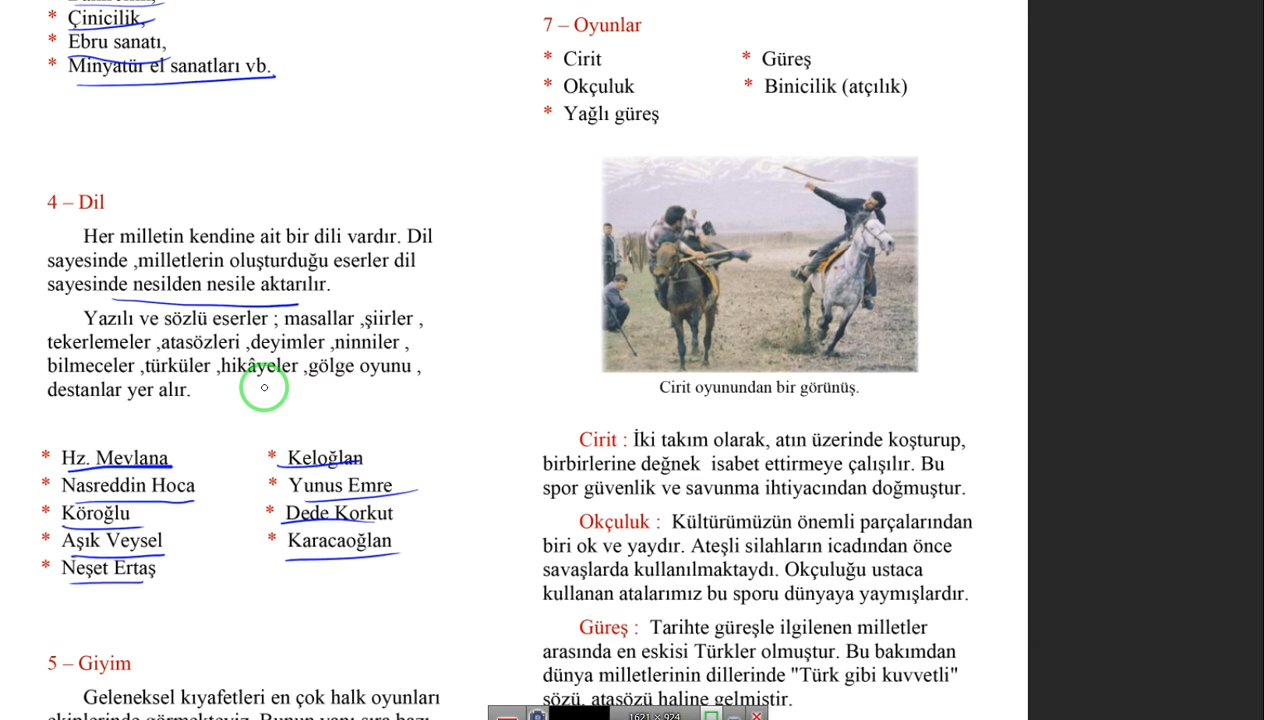 * Çinicilik,
* Ebru sanatı,
* Minyatür el sanatları vb.
4 – Dil
Her milletin kendine ait bir dili vardır. Dil
sayesinde ,milletlerin oluşturduğu eserler dil
sayesinde nesilden nesile aktarılır.
Yazılı ve sözlü eserler ; masallar ,şiirler ,
tekerlemeler ,atasözleri ,deyimler ,ninniler ,
bilmeceler ,türküler ,hikâyeler ,gölge oyunu ,
destanlar yer alır.
* Hz. Mevlana
* Keloğlan
* Nasreddin Hoca
* Yunus Emre
* Köroğlu
* Dede Korkut
* Aşık Veysel
* Karacaoğlan
* Neşet Ertaş
5 – Giyim
Geleneksel kıyafetleri en çok halk oyunları
7 – Oyunlar
* Cirit
* Güreş
* Okçuluk
* Binicilik (atçılık)
* Yağlı güreş
Cirit oyunundan bir görünüş.
Cirit : İki takım olarak, atın üzerinde koşturup,
birbirlerine değnek isabet ettirmeye çalışılır. Bu
spor güvenlik ve savunma ihtiyacından doğmuştur.
Okçuluk : Kültürümüzün önemli parçalarından
biri ok ve yaydır. Ateşli silahların icadından önce
savaşlarda kullanılmaktaydı. Okçuluğu ustaca
kullanan atalarımız bu sporu dünyaya yaymışlardır.
Güreş : Tarihte güreşle ilgilenen milletler
arasında en eskisi Türkler olmuştur. Bu bakımdan
dünya milletlerinin dillerinde "Türk gibi kuvvetli"
sözü, atasözü haline gelmiştir.
1621 x 924